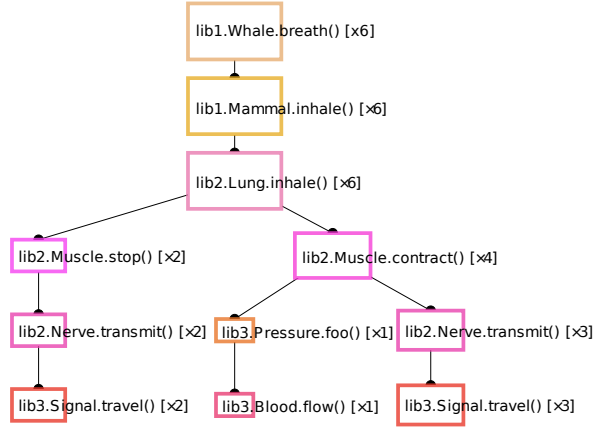 lib1.Whale.breath() [x6]
lib1.Mammal.inhale() [x6]
lib2.Lung.inhale() [x6]
lib2.Muscle.stop() [x2]
lib2.Muscle.contract() [x4]
lib2.Nerve.transmit() [x2]
lib3.Pressure.foo() [x1]
lib2.Nerve.transmit() [x3]
lib3.Signal.travel() [x2]
lib3.Blood.flow() [x1]
lib3.Signal.travel() [x3]